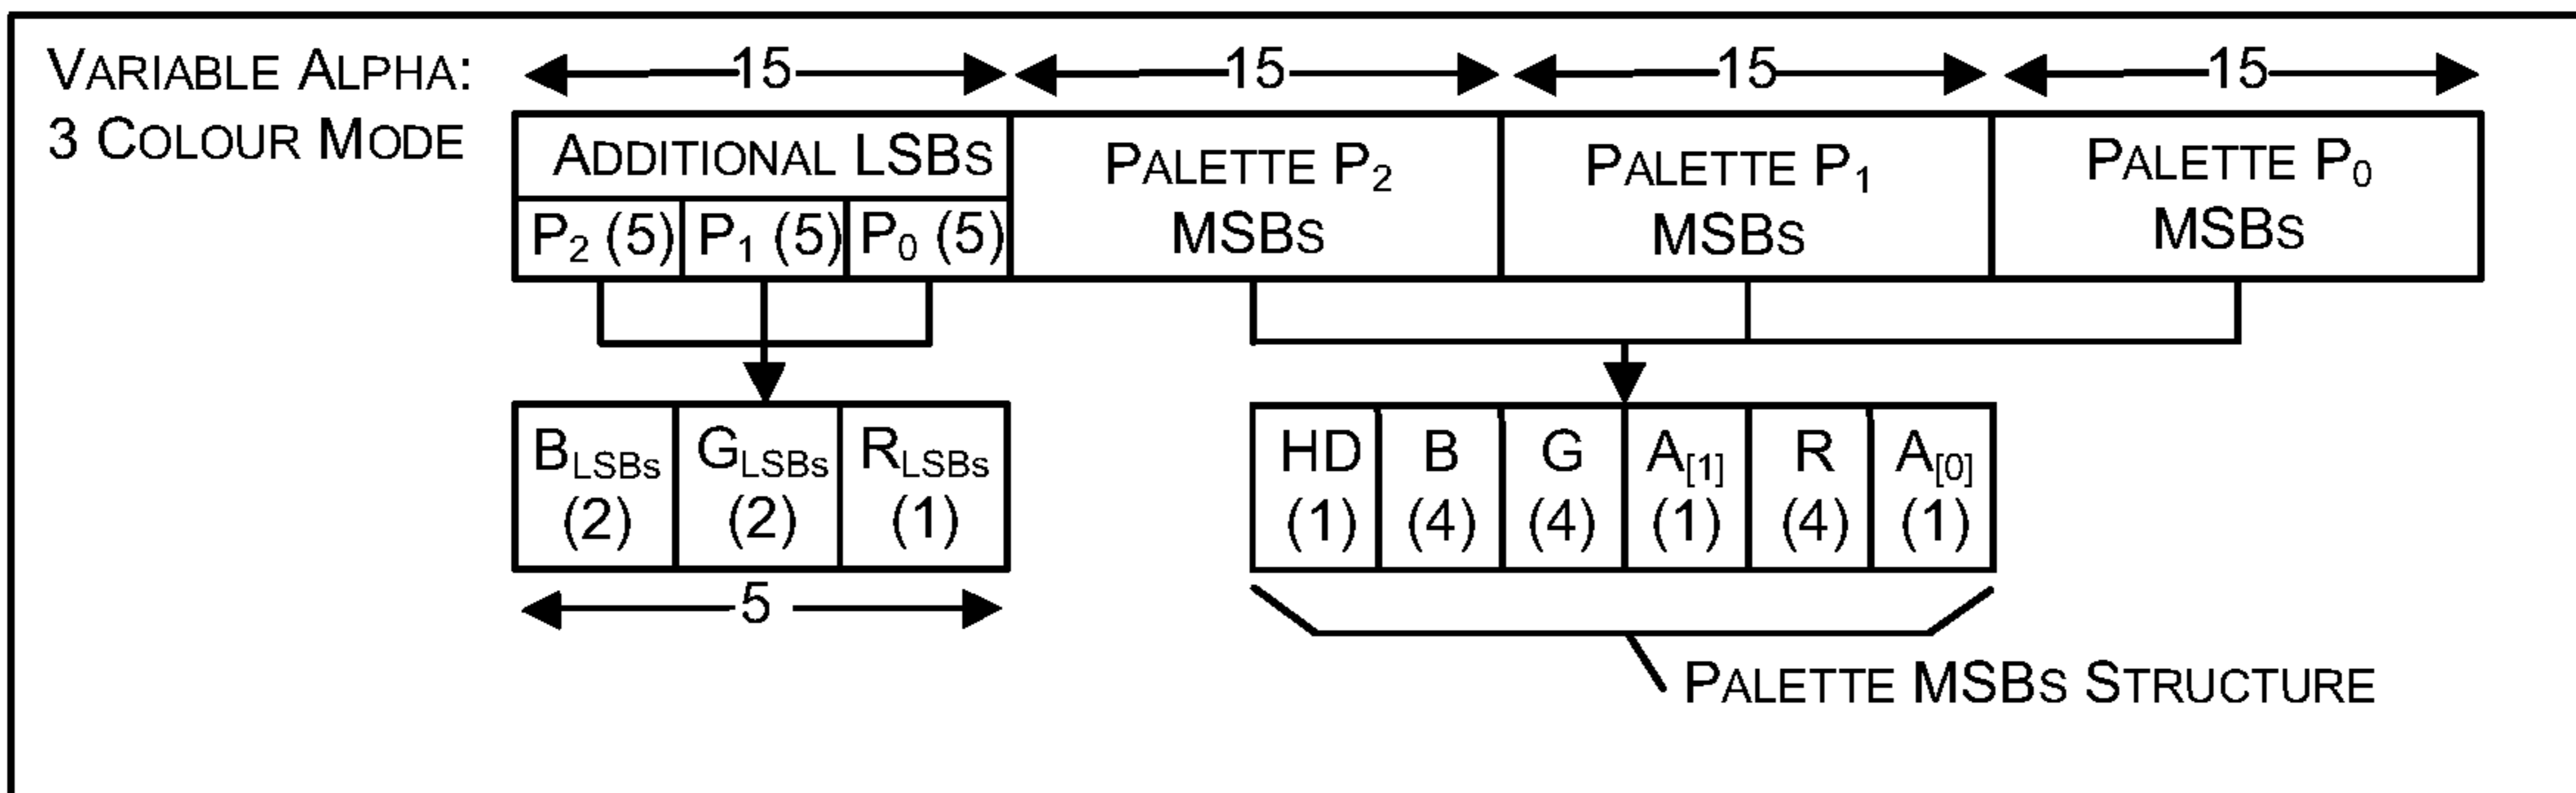 VARIABLE ALPHA:
3 COLOUR MODE
15 15 15 15
ADDITIONAL LSBS
P2 (5) P1 (5) P0 (5)
PALETTE P2
MSBS
PALETTE P1
MSBS
PALETTE P0
MSBS
BLSBs (2)
GLSBs (2)
RLSBs (1)
5
HD (1)
B (4)
G (4)
A[1] (1)
R (4)
A[0] (1)
PALETTE MSBS STRUCTURE